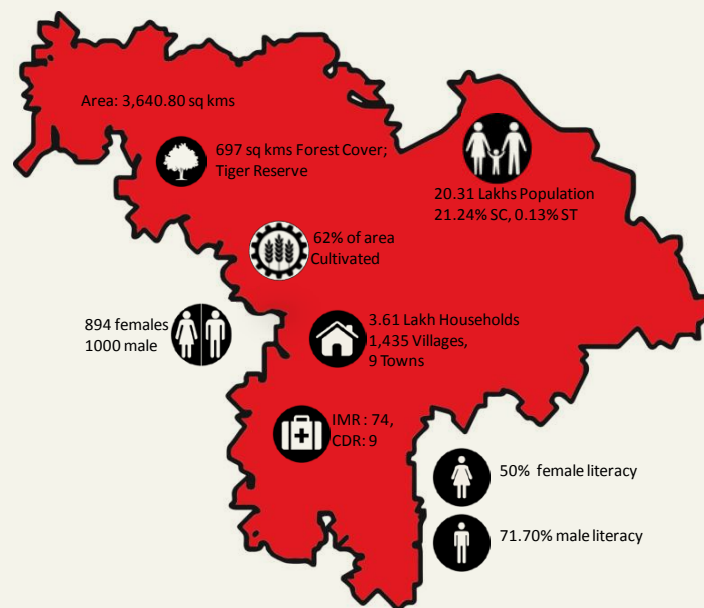 Area: 3,640.80 sq kms
697 sq kms Forest Cover;
Tiger Reserve
20.31 Lakhs Population
21.24% SC, 0.13% ST
62% of area
Cultivated
894 females
1000 male
3.61 Lakh Households
1,435 Villages,
9 Towns
IMR : 74,
CDR: 9
50% female literacy
71.70% male literacy